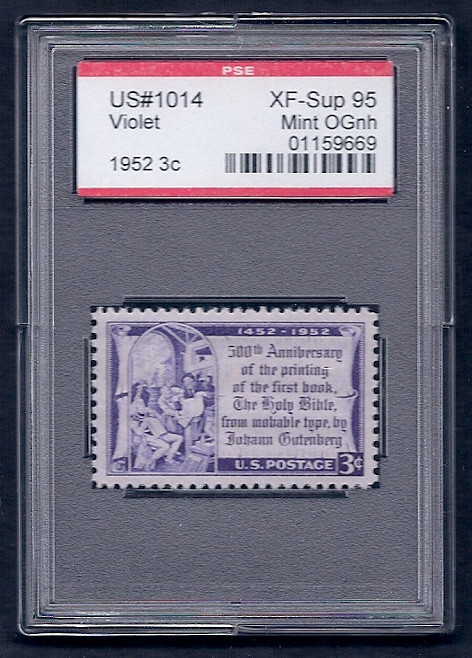 PSE
US#1014 XF-Sup 95
Violet Mint OGnh
01159669
1952 3c
1452-1952
500th Anniversary
of the printing
of the first book,
The Holy Bible,
from movable type, by
Johann Gutenberg
U.S. POSTAGE 3¢